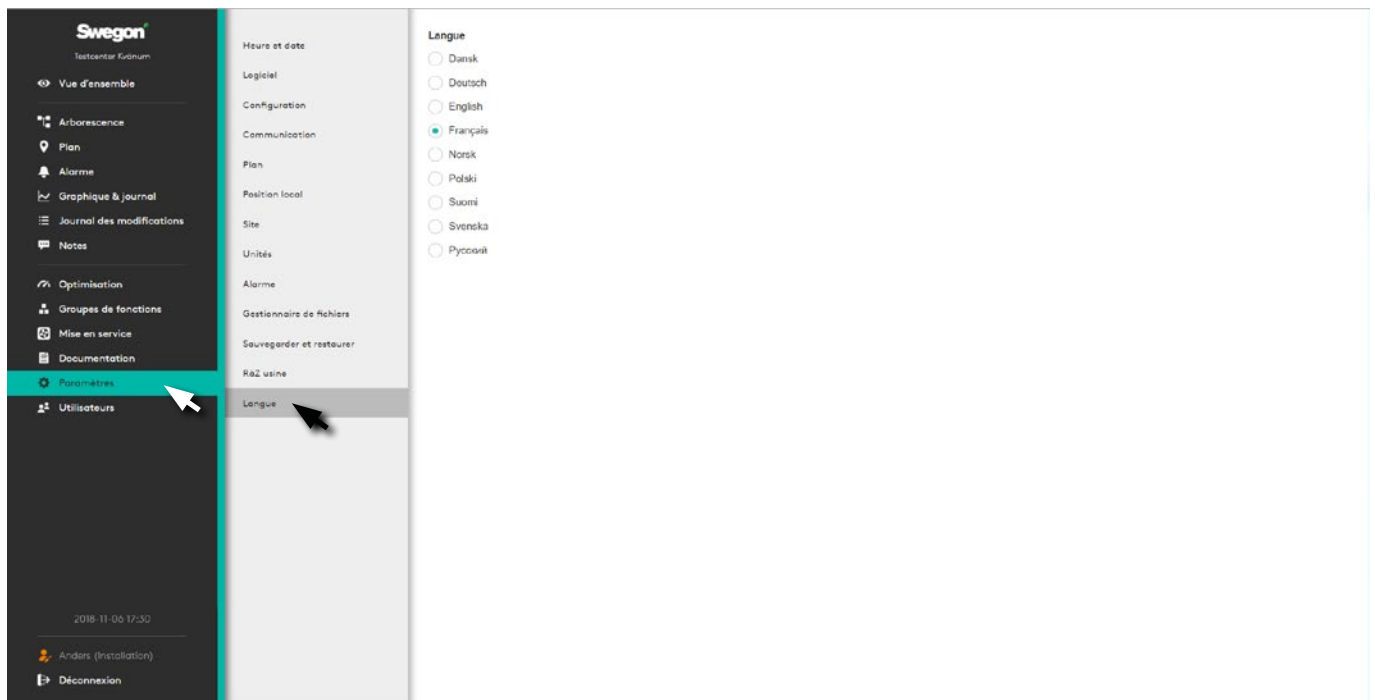 Swegon
Testcenter Kvänum
Vue d'ensemble
Arborescence
Plan
Alarme
Graphique & journal
Journal des modifications
Notes
Optimisation
Groupes de fonctions
Mise en service
Documentation
Paramètres
Utilisateurs
2018-11-06 17:30
Anders (Installation)
Déconnexion
Heure et date
Logiciel
Configuration
Communication
Plan
Position local
Site
Unités
Alarme
Gestionnaire de fichiers
Sauvegarder et restaurer
RàZ usine
Langue
Langue
Dansk
Deutsch
English
Français
Norsk
Polski
Suomi
Svenska
Русский